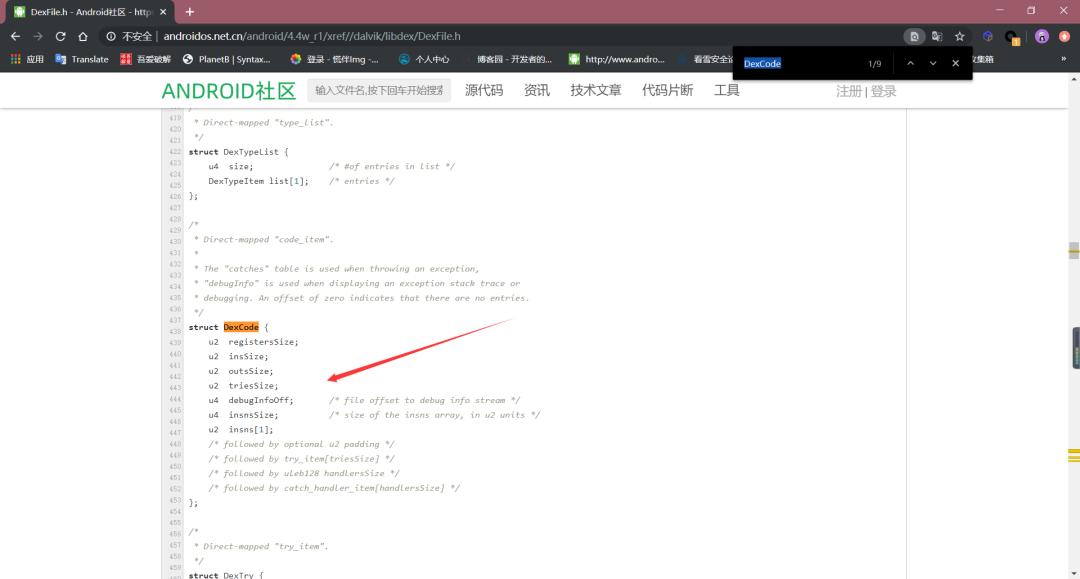 DexFile.h - Android社区 - https
不安全 | androidos.net.cn/android/4.4w_r1/xref//dalvik/libdex/DexFile.h
应用 Translate 吾爱破解 PlanetB | Syntax... 登录 - 慌伴Img -... 个人中心 博客园 - 开发者的... http://www.andro... 看雪安全论 收集箱 »
DexCode 1/9
ANDROID社区 输入文件名,按下回车开始搜索 源代码 资讯 技术文章 代码片断 工具 注册 | 登录
419
420 * Direct-mapped "type_list".
421 */
422 struct DexTypeList {
423 u4 size; /* #of entries in list */
424
425 DexTypeItem list[1]; /* entries */
426 };
427
428
429 /*
430 * Direct-mapped "code_item".
431 *
432 * The "catches" table is used when throwing an exception,
433
434 * "debugInfo" is used when displaying an exception stack trace or
435 * debugging. An offset of zero indicates that there are no entries.
436 */
437
438 struct DexCode {
439 u2 registersSize;
440 u2 insSize;
441
442 u2 outsSize;
443 u2 triesSize;
444 u4 debugInfoOff; /* file offset to debug info stream */
445 u4 insnsSize; /* size of the insns array, in u2 units */
446
447 u2 insns[1];
448 /* followed by optional u2 padding */
449 /* followed by try_item[triesSize] */
450
451 /* followed by uleb128 handlersSize */
452 /* followed by catch_handler_item[handlersSize] */
453 };
454
455
456 /*
457 * Direct-mapped "try_item".
458 */
459
struct DexTry {